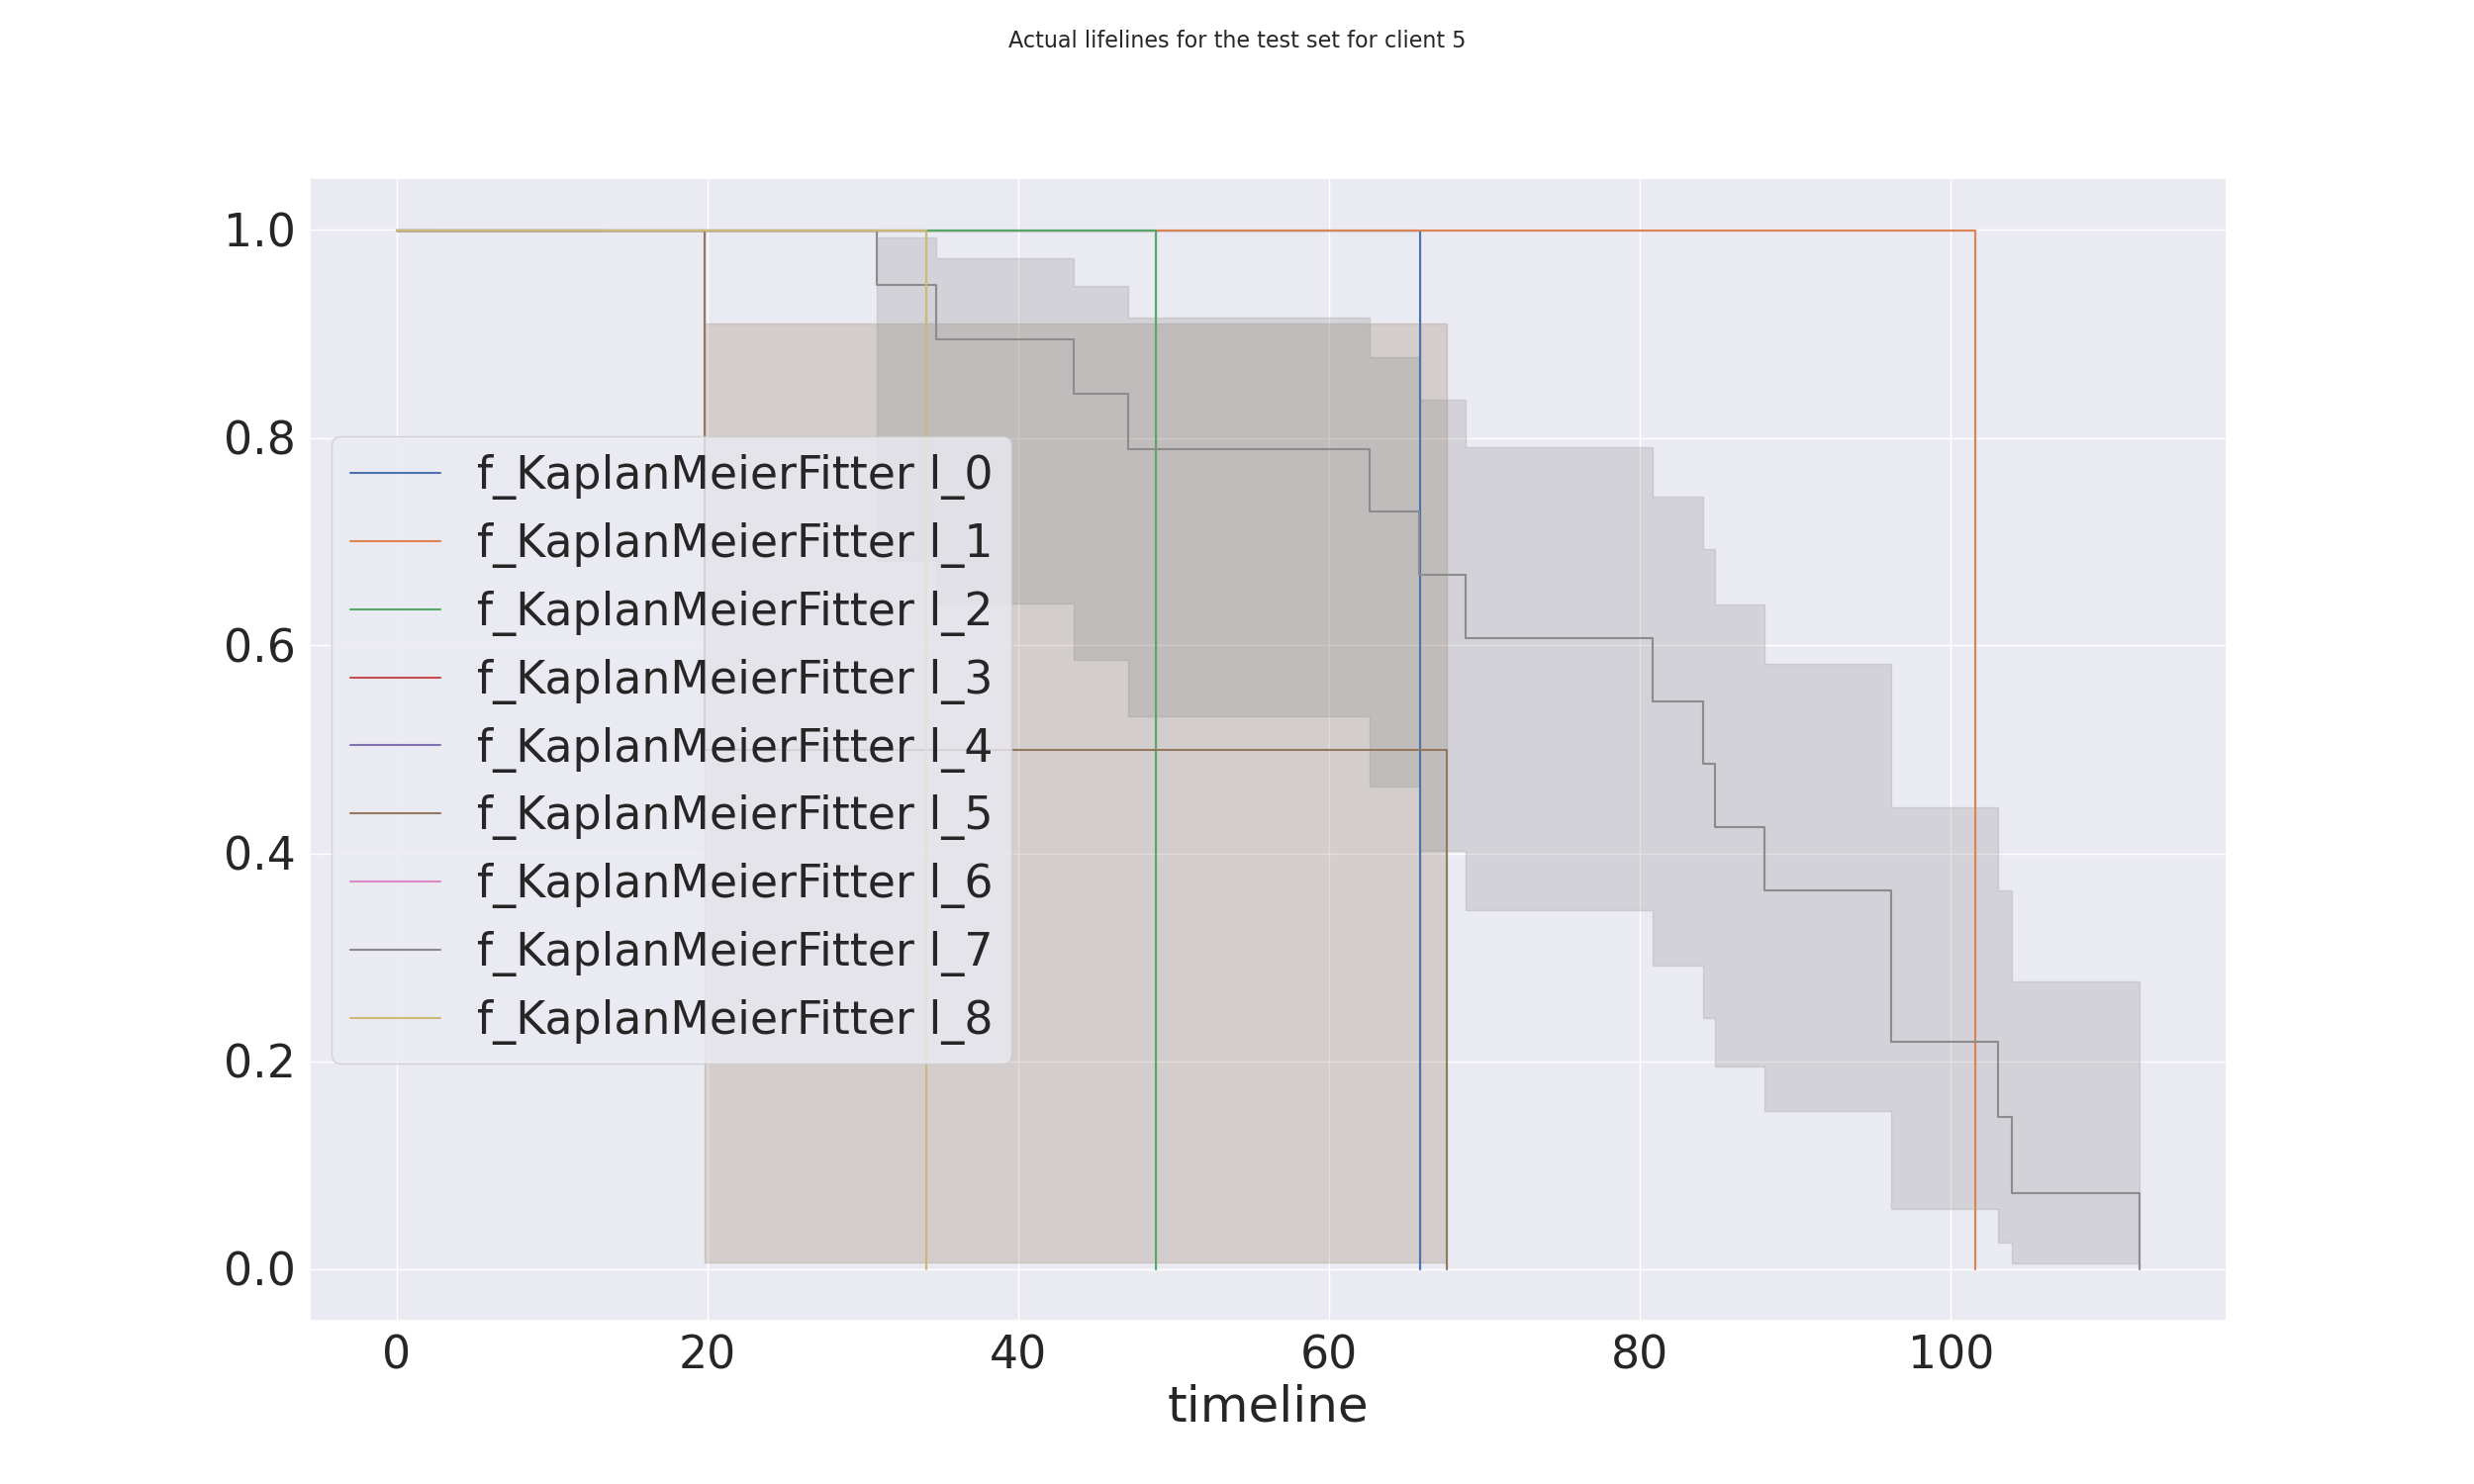 Actual lifelines for the test set for client 5
1.0
0.8
0.6
0.4
0.2
0.0
f_KaplanMeierFitter l_0
f_KaplanMeierFitter l_1
f_KaplanMeierFitter l_2
f_KaplanMeierFitter l_3
f_KaplanMeierFitter l_4
f_KaplanMeierFitter l_5
f_KaplanMeierFitter l_6
f_KaplanMeierFitter l_7
f_KaplanMeierFitter l_8
0 20 40 60 80 100
timeline